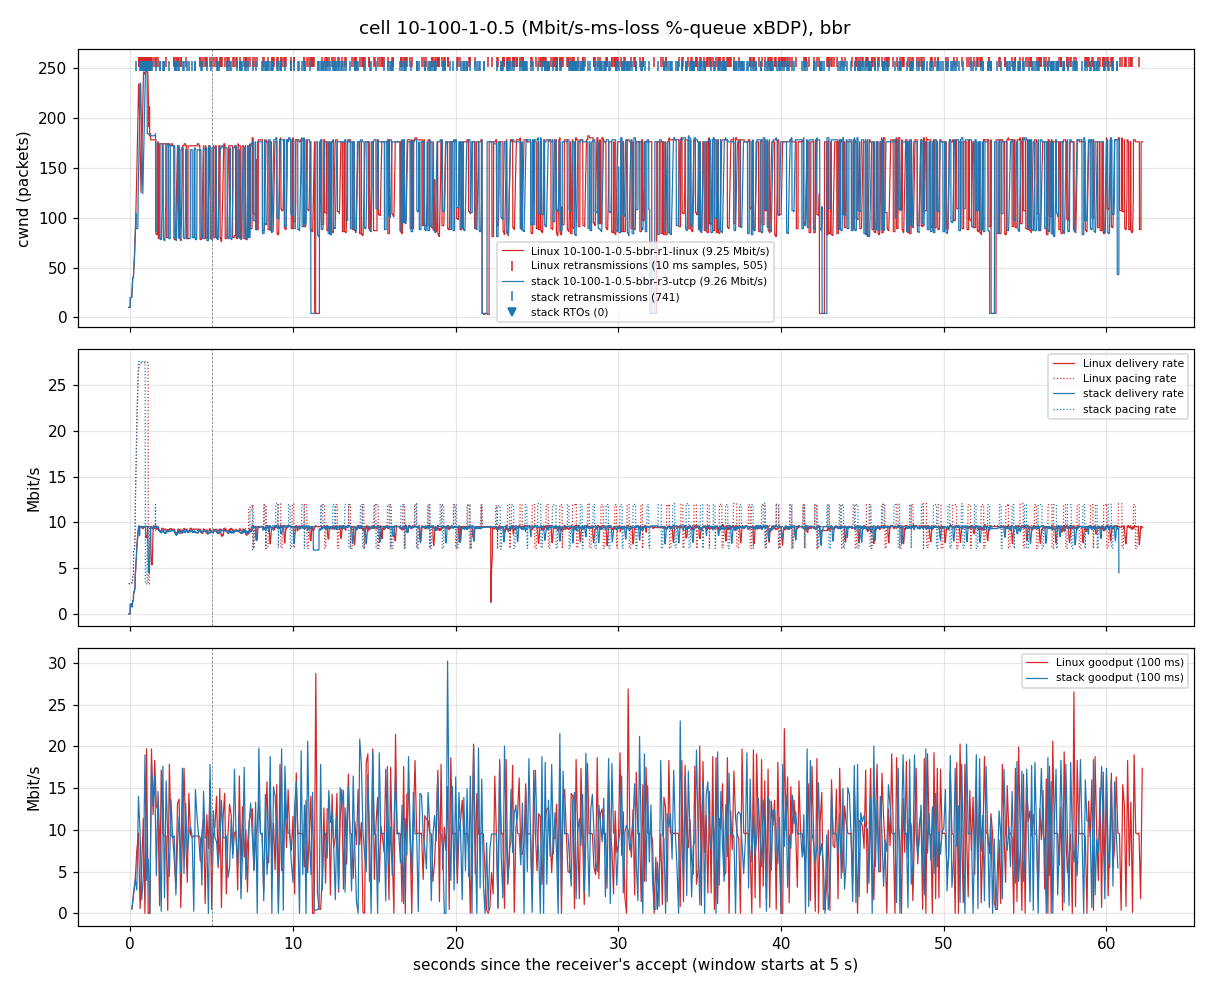 cell 10-100-1-0.5 (Mbit/s-ms-loss %-queue xBDP), bbr
cwnd (packets)
250
200
150
100
50
0
Linux 10-100-1-0.5-bbr-r1-linux (9.25 Mbit/s)
Linux retransmissions (10 ms samples, 505)
stack 10-100-1-0.5-bbr-r3-utcp (9.26 Mbit/s)
stack retransmissions (741)
stack RTOs (0)
Mbit/s
25
20
15
10
5
0
Linux delivery rate
Linux pacing rate
stack delivery rate
stack pacing rate
Mbit/s
30
25
20
15
10
5
0
Linux goodput (100 ms)
stack goodput (100 ms)
0 10 20 30 40 50 60
seconds since the receiver's accept (window starts at 5 s)